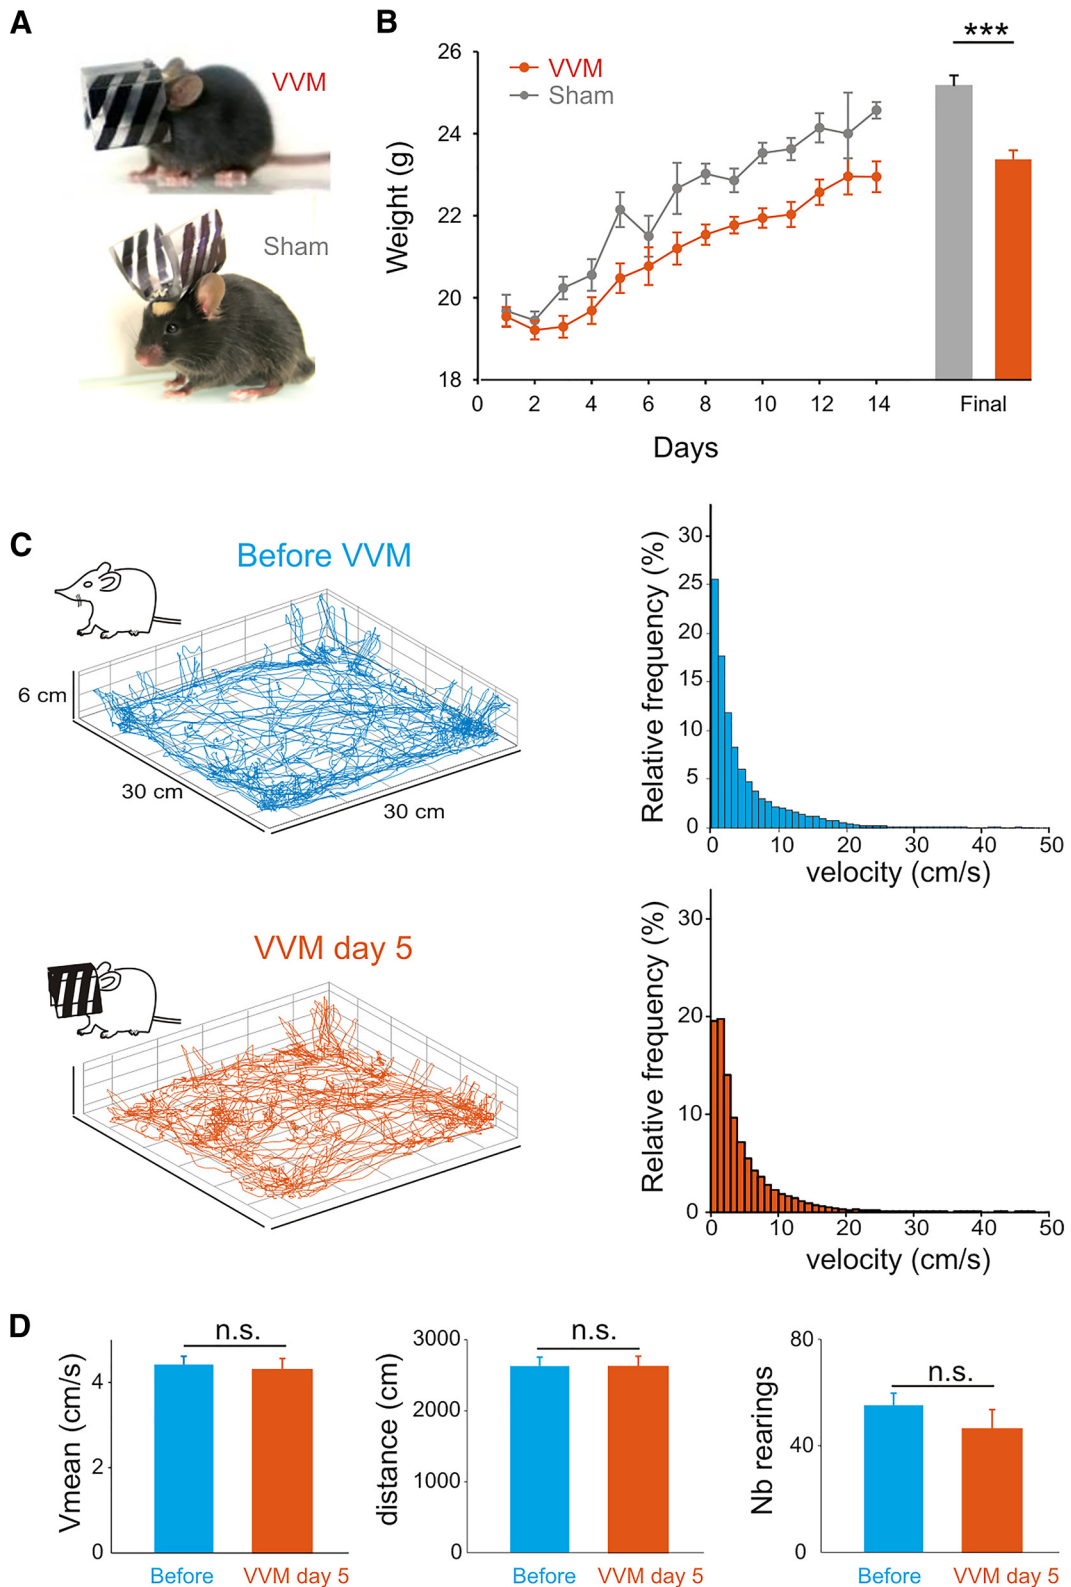 A
VVM
Sham
B
VVM
Sham
***
Weight (g)
26
24
22
20
18
0 2 4 6 8 10 12 14 Final
Days
C
Before VVM
6 cm
30 cm
30 cm
Relative frequency (%)
30
25
20
15
10
5
0
10 20 30 40 50
velocity (cm/s)
VVM day 5
Relative frequency (%)
30
20
10
0
0 10 20 30 40 50
velocity (cm/s)
D
n.s.
Vmean (cm/s)
4
2
0
Before VVM day 5
n.s.
distance (cm)
3000
2000
1000
0
Before VVM day 5
n.s.
Nb rearings
80
40
0
Before VVM day 5